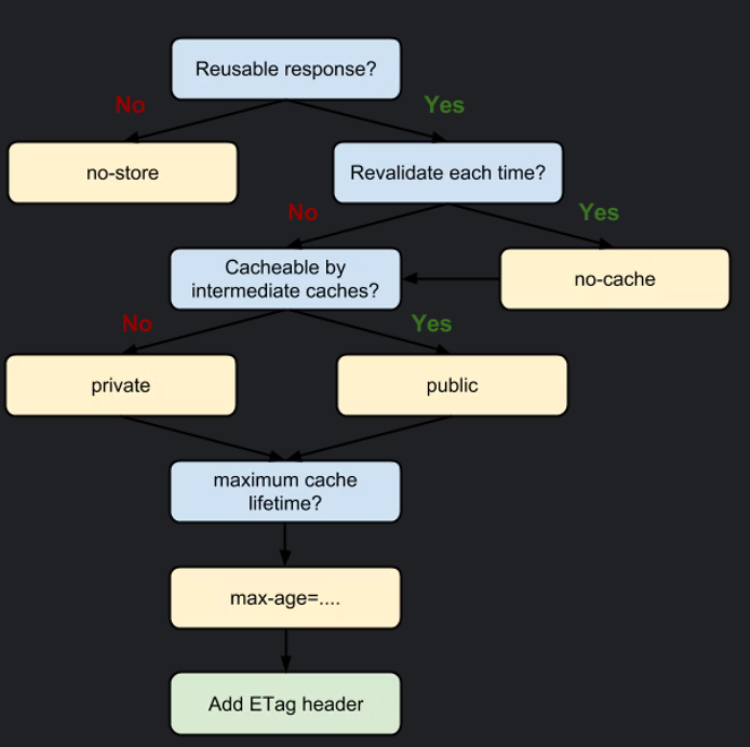 Reusable response?
No
Yes
no-store
Revalidate each time?
No
Yes
Cacheable by
intermediate caches?
no-cache
No
Yes
private
public
maximum cache
lifetime?
max-age=....
Add ETag header